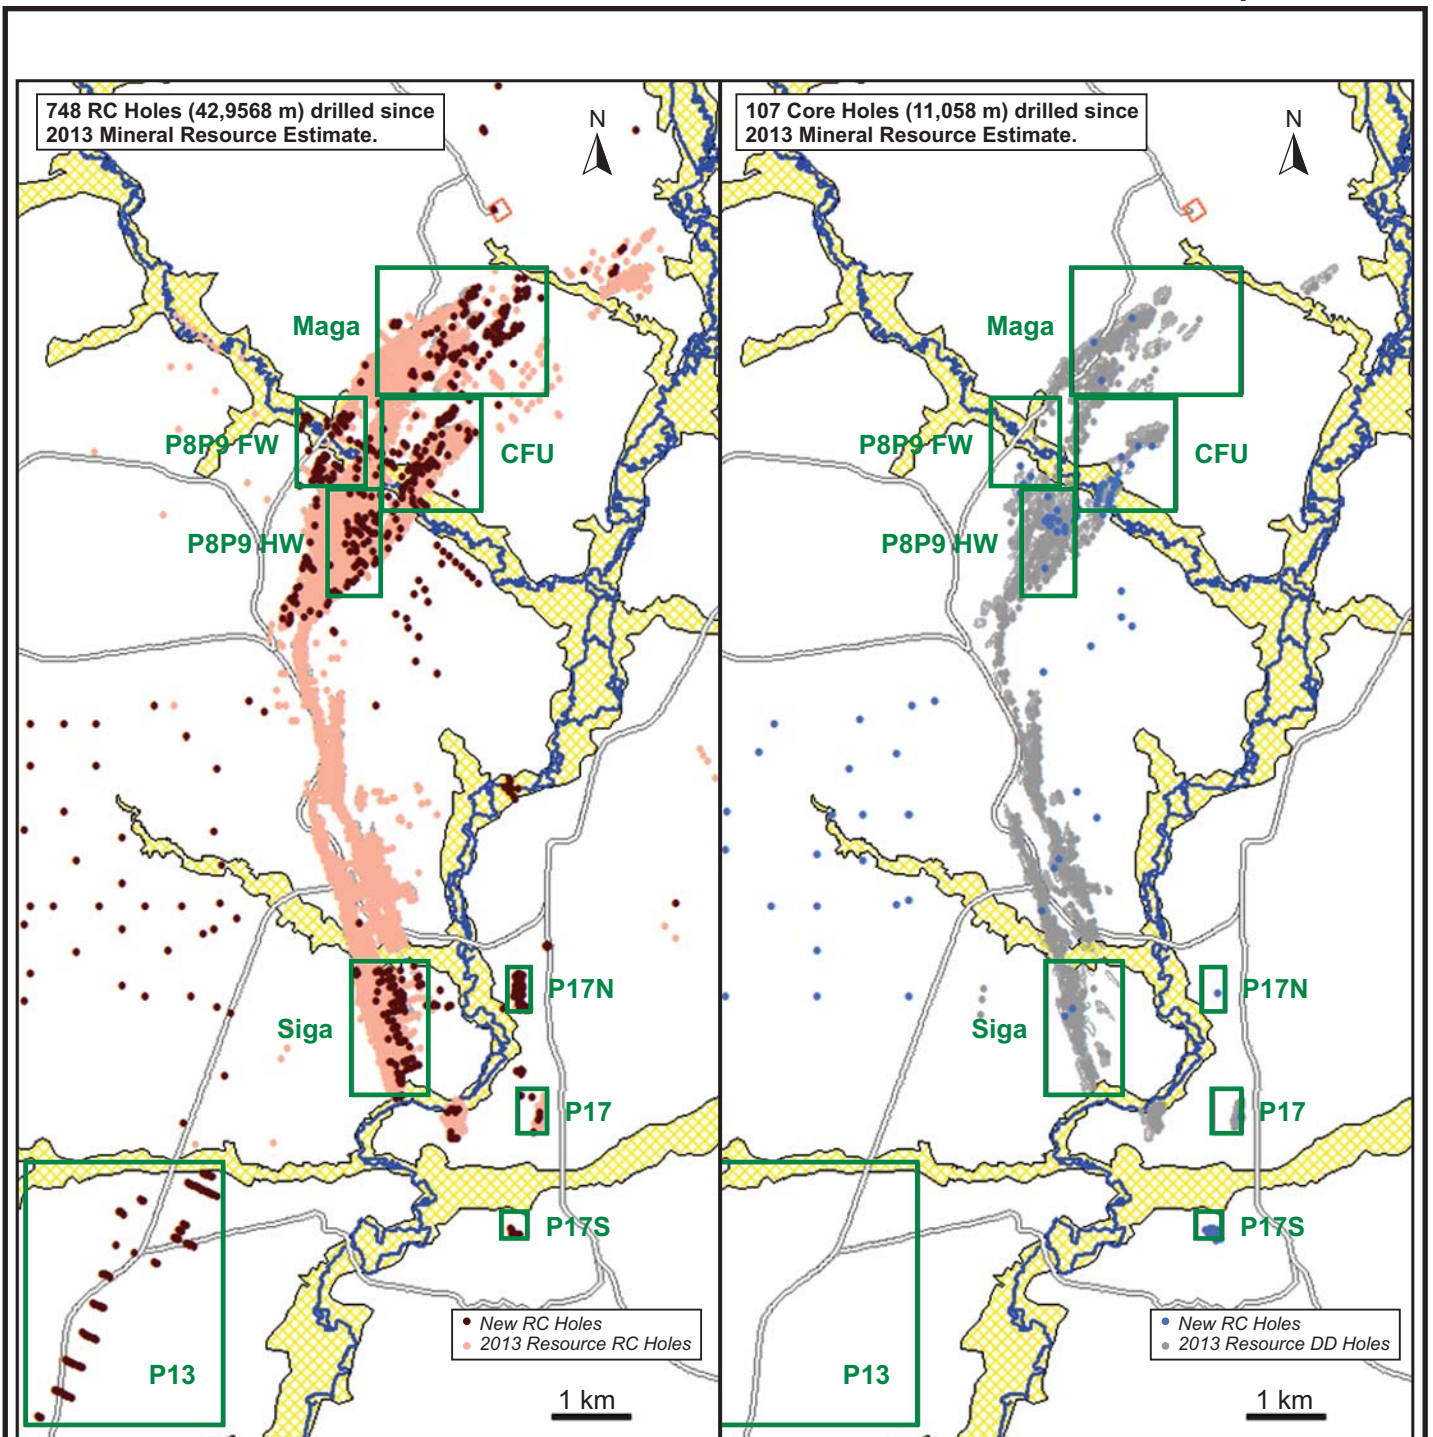 748 RC Holes (42,9568 m) drilled since
2013 Mineral Resource Estimate.
N
Maga
P8P9 FW
CFU
P8P9 HW
P17N
Siga
P17
P17S
P13
New RC Holes
2013 Resource RC Holes
1 km
107 Core Holes (11,058 m) drilled since
2013 Mineral Resource Estimate.
N
Maga
P8P9 FW
CFU
P8P9 HW
P17N
Siga
P17
P17S
P13
New RC Holes
2013 Resource DD Holes
1 km